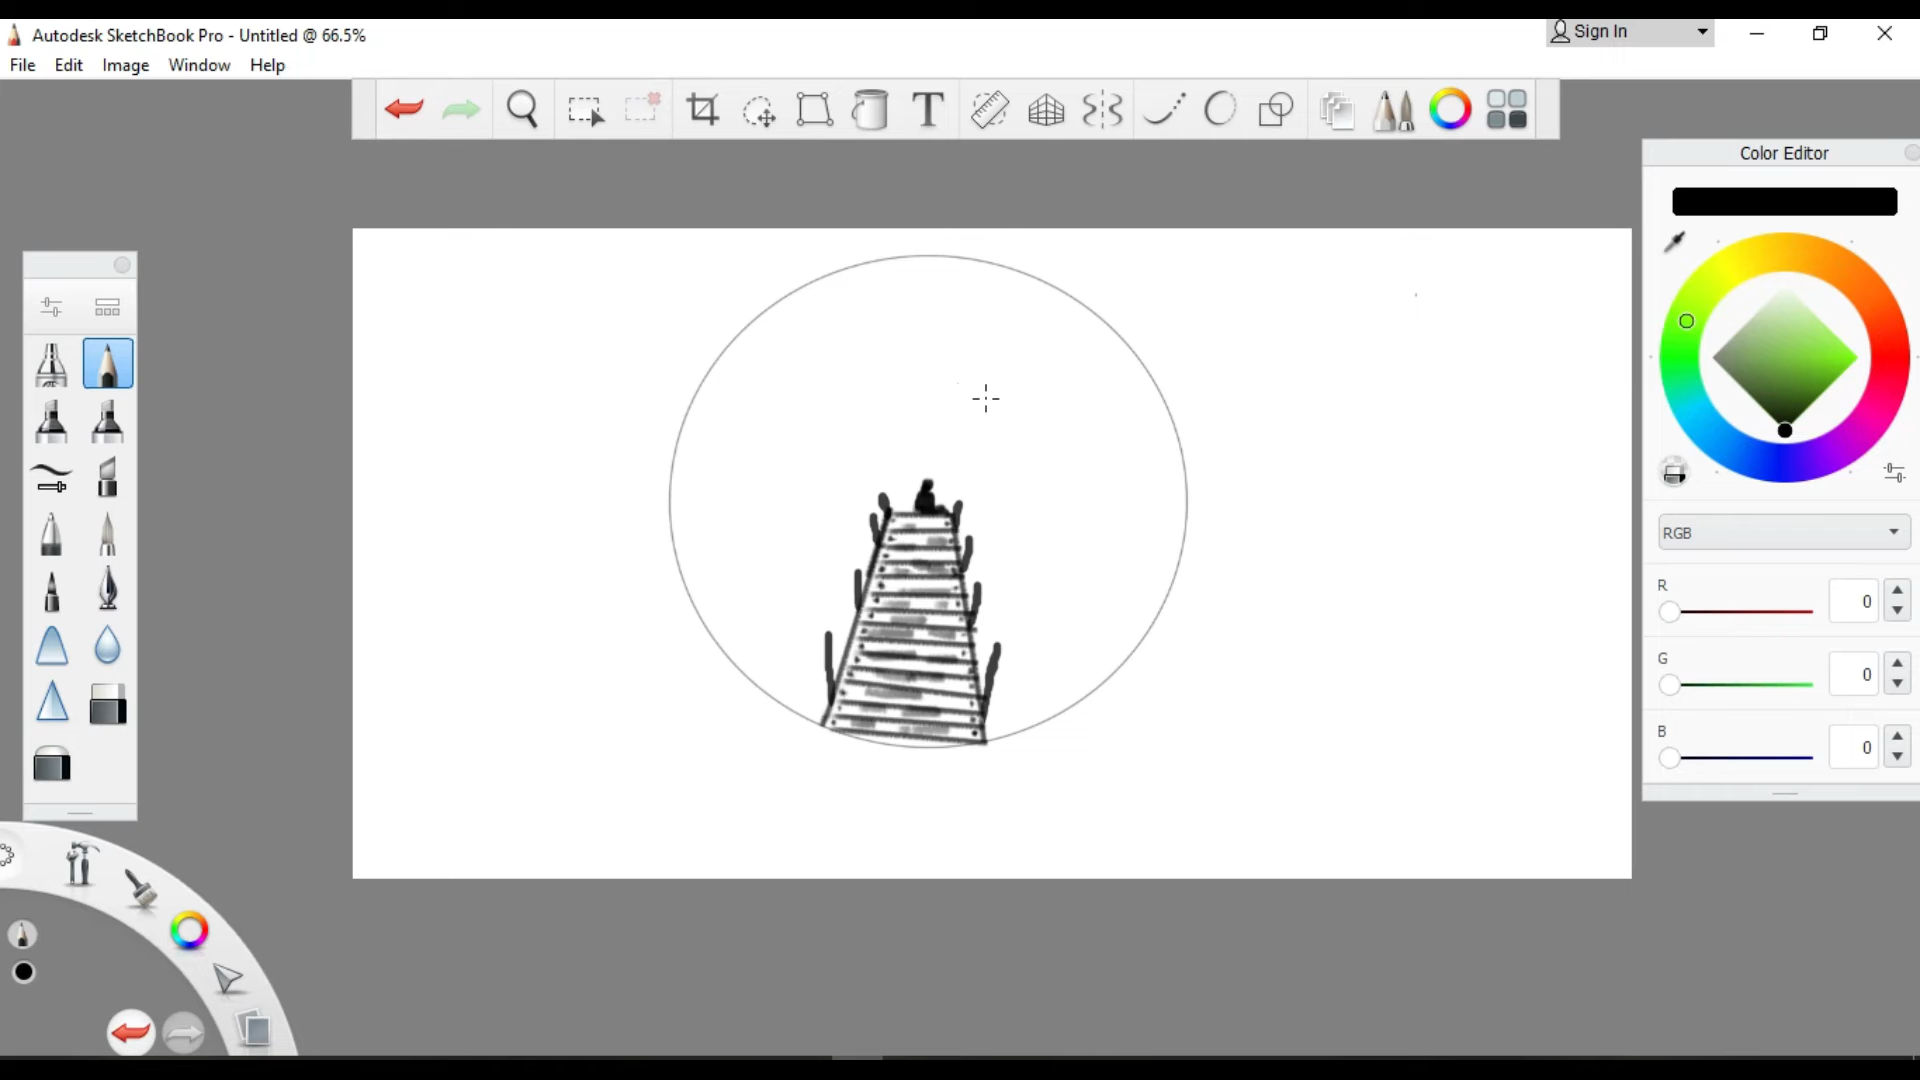 Autodesk SketchBook Pro - Untitled @ 66.5%
Sign In
File Edit Image Window Help
T
Color Editor
RGB
R
0
G
0
B
0